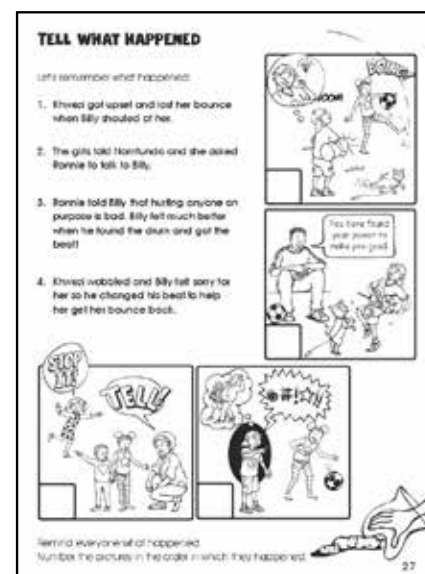 TELL WHAT HAPPENED
Let's remember what happened:
1. Khwezi got upset and lost her bounce
when Billy shouted at her.
2. The girls told Nomfundo and she asked
Ronnie to talk to Billy.
3. Ronnie told Billy that hurting anyone on
purpose is bad. Billy felt much better
when he found the drum and got the
beat!
4. Khwezi wobbled and Billy felt sorry for
her so he changed his beat to help
her get her bounce back.
You have found
your power to
make you good.
STOP
IT!
TELL!
@#!
Remind everyone what happened.
Number the pictures in the order in which they happened.
27